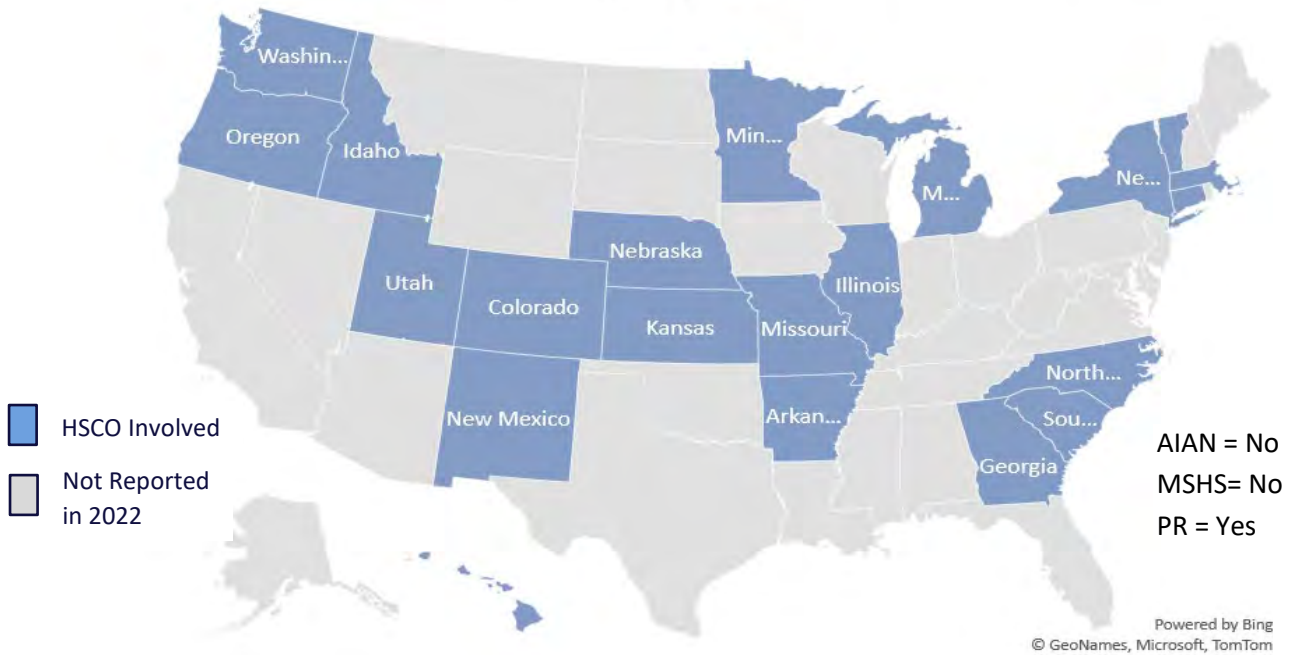 Washin...
Oregon
Idaho
Min...
M...
Ne...
Nebraska
Utah
Colorado
Illinois
Kansas
Missouri
New Mexico
Arkan...
North...
Sou...
Georgia
HSCO Involved
Not Reported
in 2022
AIAN = No
MSHS= No
PR = Yes
Powered by Bing
© GeoNames, Microsoft, TomTom